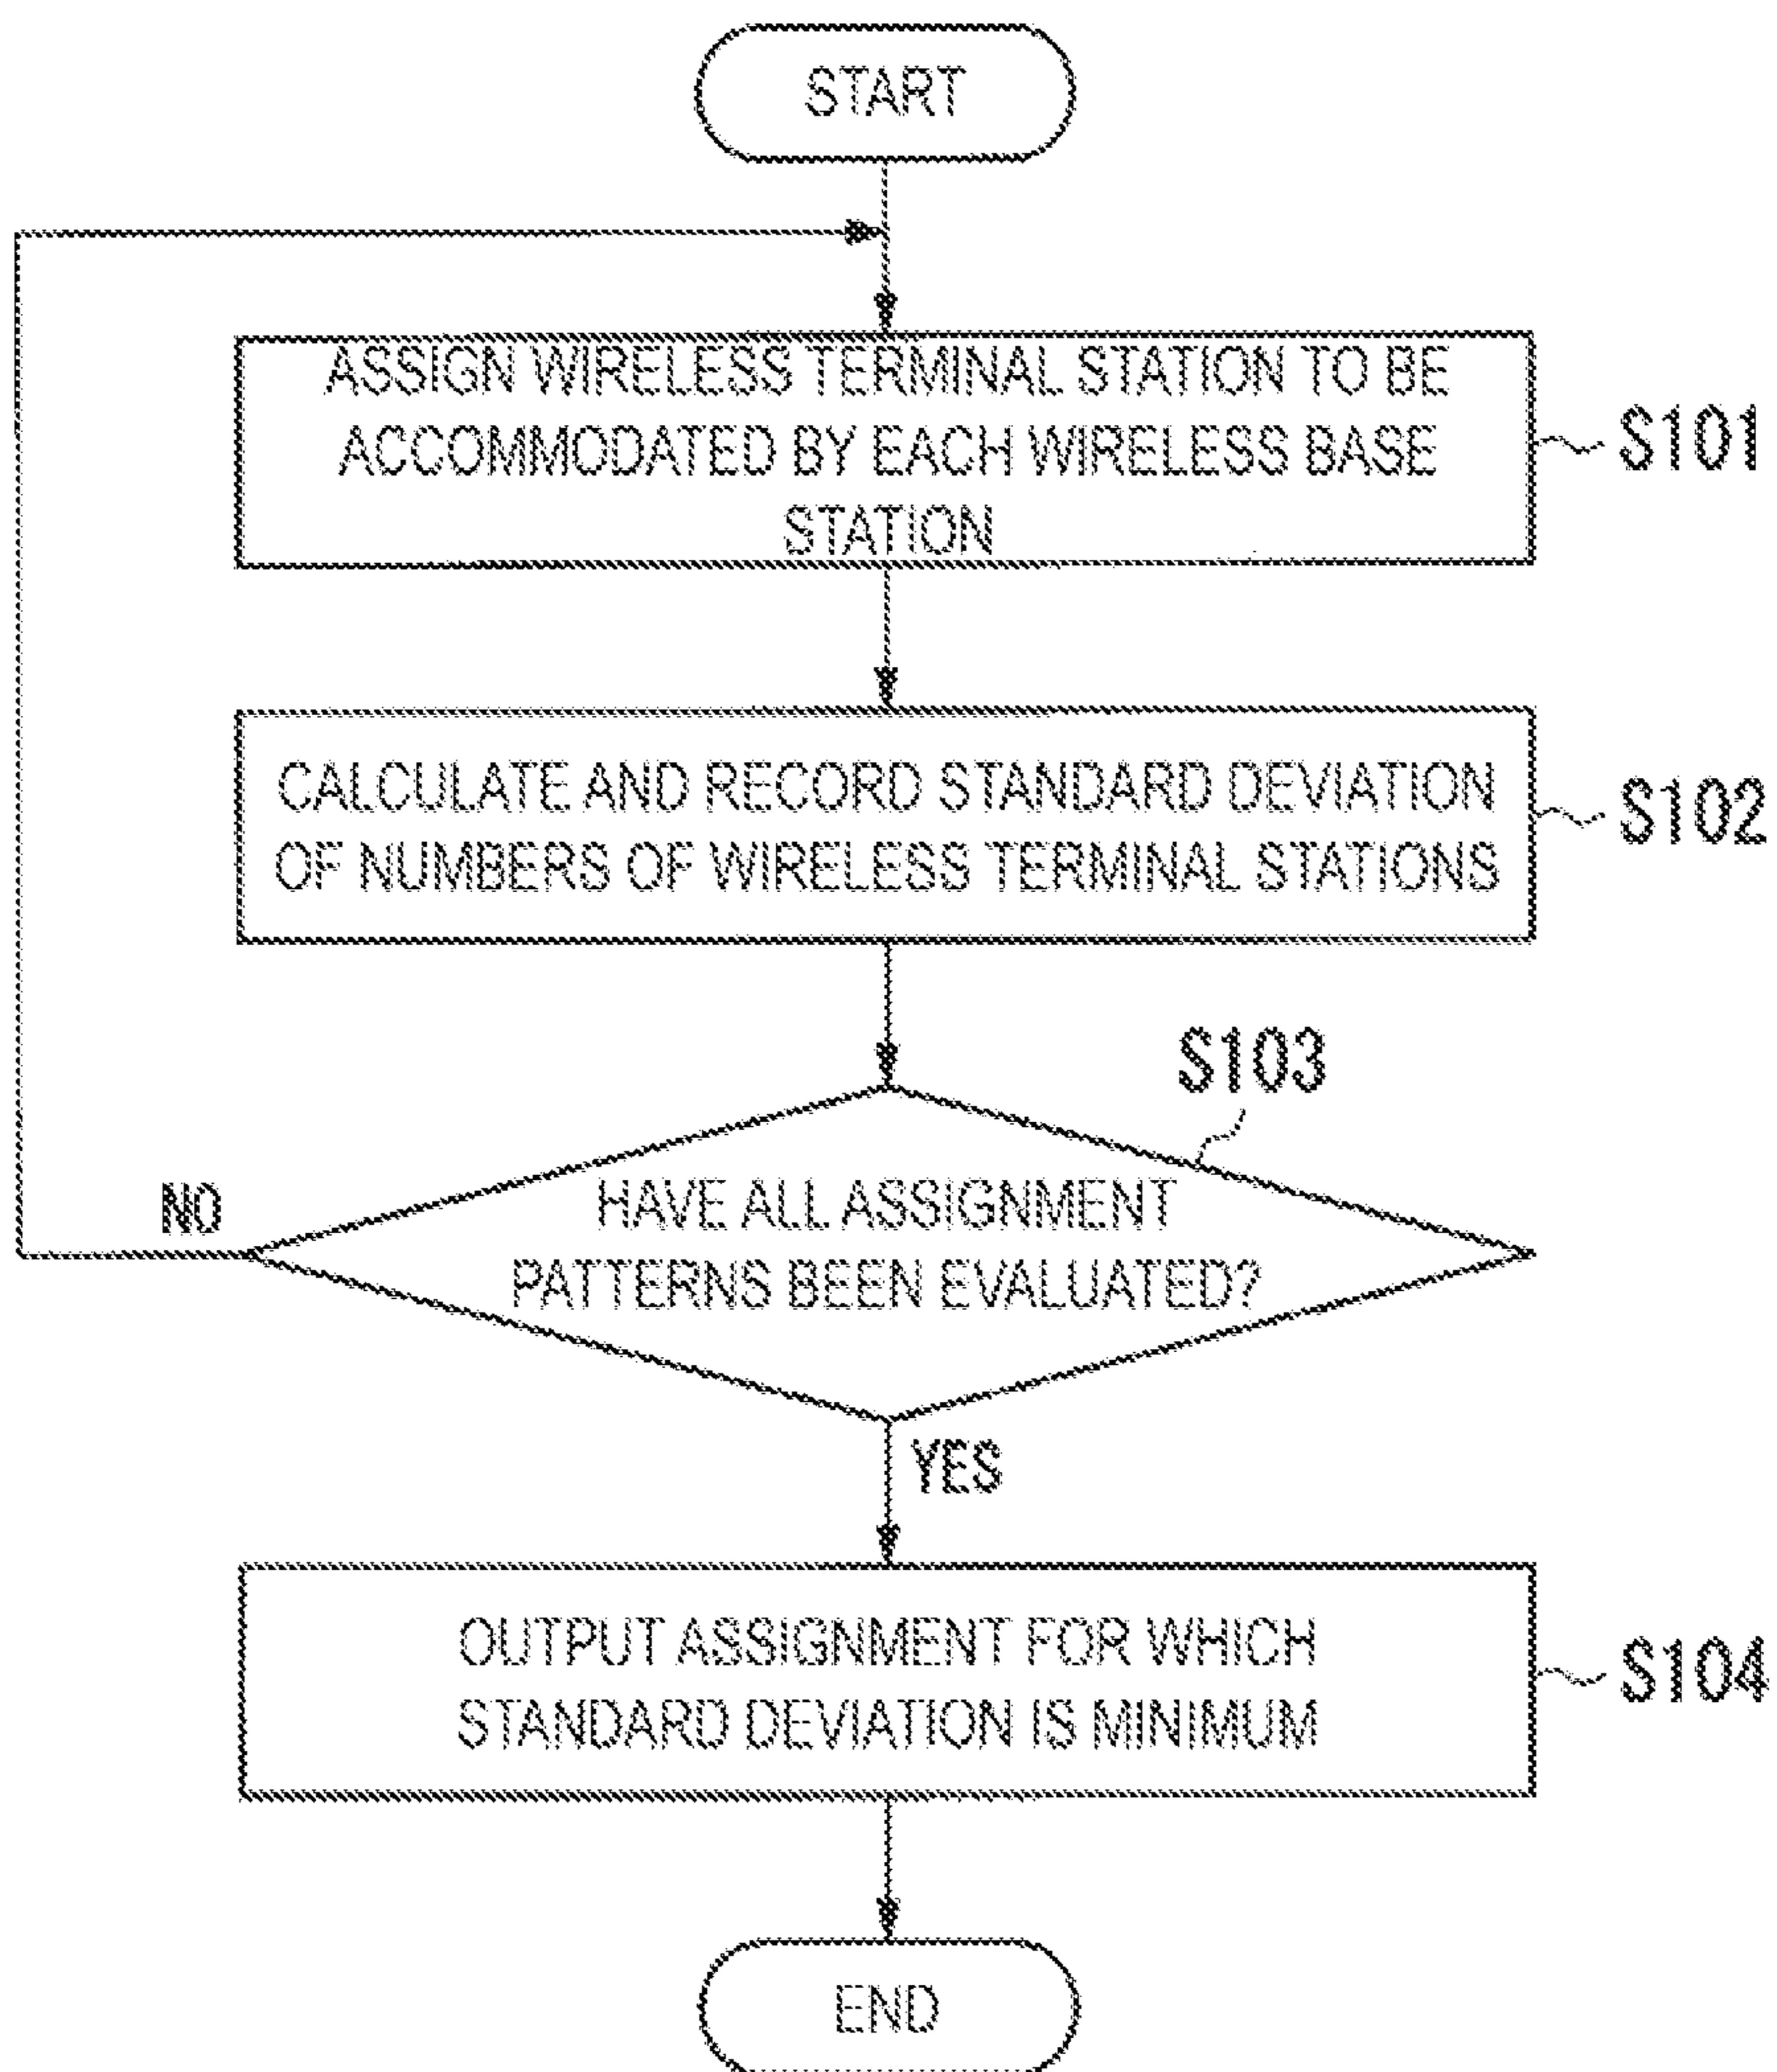 START
ASSIGN WIRELESS TERMINAL STATION TO BE
ACCOMMODATED BY EACH WIRELESS BASE
STATION
S101
CALCULATE AND RECORD STANDARD DEVIATION
OF NUMBERS OF WIRELESS TERMINAL STATIONS
S102
S103
HAVE ALL ASSIGNMENT
PATTERNS BEEN EVALUATED?
NO
YES
OUTPUT ASSIGNMENT FOR WHICH
STANDARD DEVIATION IS MINIMUM
S104
END